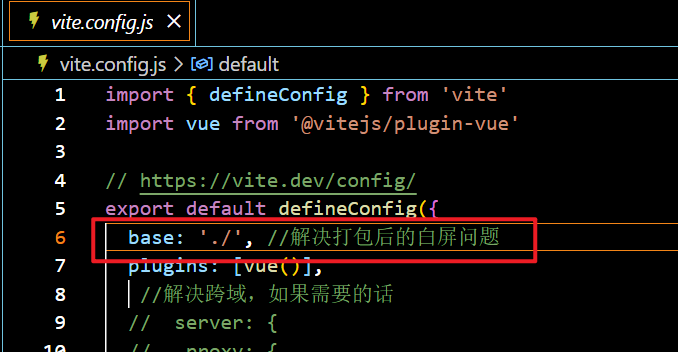 vite.config.js ×
vite.config.js > default
1 import { defineConfig } from 'vite'
2 import vue from '@vitejs/plugin-vue'
3
4 // https://vite.dev/config/
5 export default defineConfig({
6 base: './', //解决打包后的白屏问题
7 plugins: [vue()],
8 //解决跨域，如果需要的话
9 // server: {
10 // proxy: {